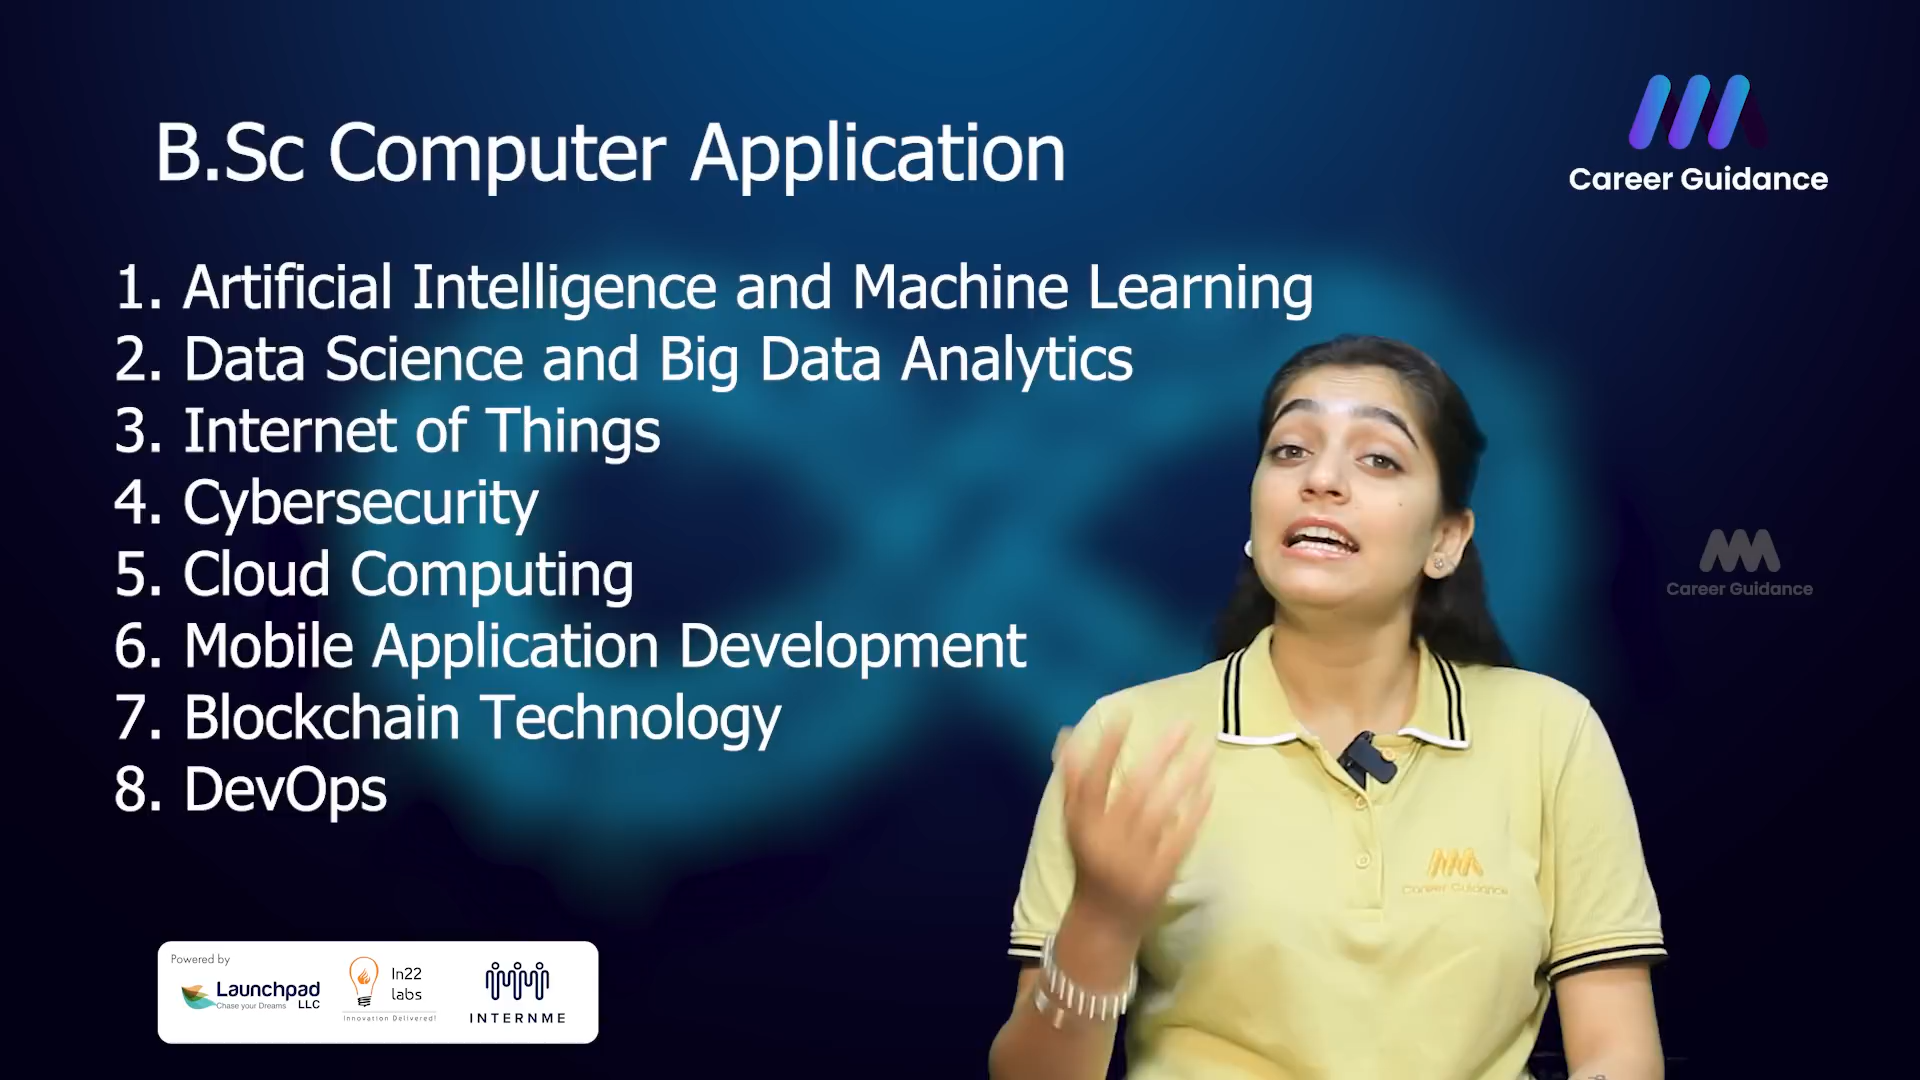 B.Sc Computer Application
Career Guidance
1. Artificial Intelligence and Machine Learning
2. Data Science and Big Data Analytics
3. Internet of Things
4. Cybersecurity
5. Cloud Computing
6. Mobile Application Development
7. Blockchain Technology
8. DevOps
Career Guidance
Career Guidance
Powered by
Launchpad
Chase your Dreams LLC
In22
labs
Innovation Delivered!
INTERNME